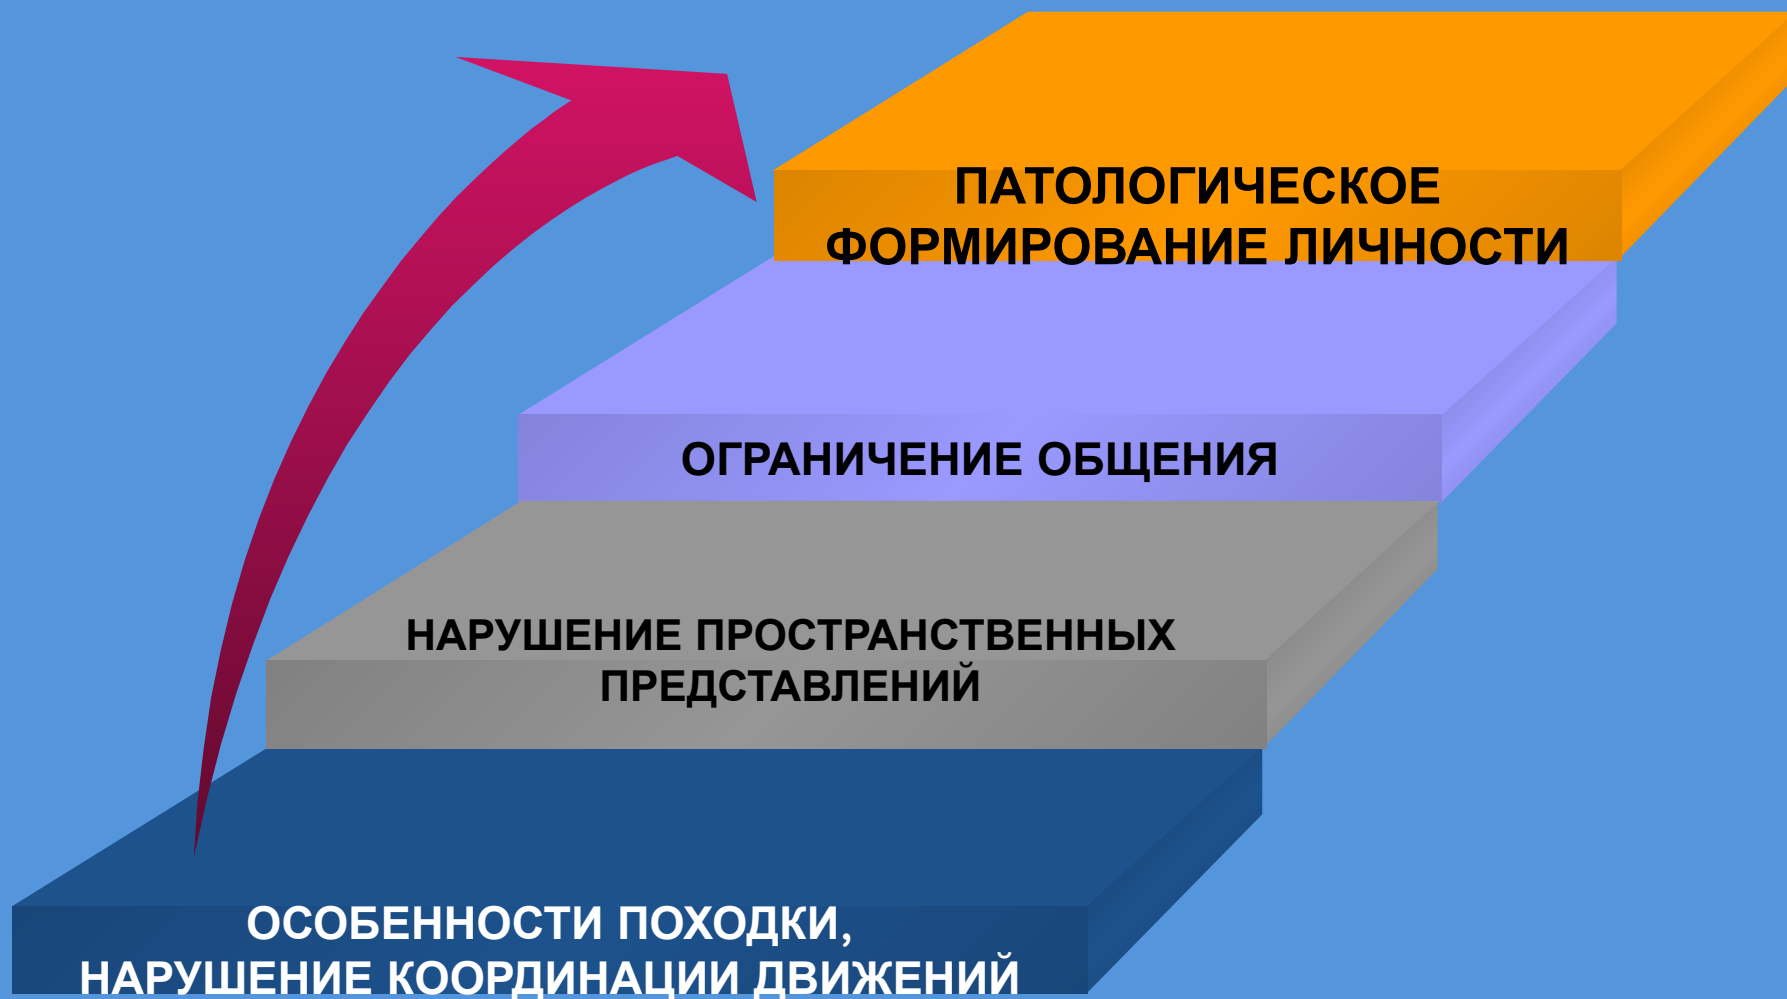 ПАТОЛОГИЧЕСКОЕ
ФОРМИРОВАНИЕ ЛИЧНОСТИ
ОГРАНИЧЕНИЕ ОБЩЕНИЯ
НАРУШЕНИЕ ПРОСТРАНСТВЕННЫХ
ПРЕДСТАВЛЕНИЙ
ОСОБЕННОСТИ ПОХОДКИ,
НАРУШЕНИЕ КООРДИНАЦИИ ДВИЖЕНИЙ